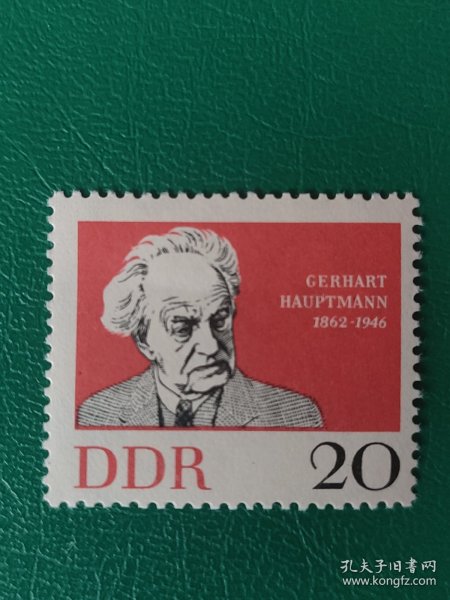 GERHART
HAUPTMANN
1862-1946
DDR 20
孔夫子旧书网
www.kongfz.com